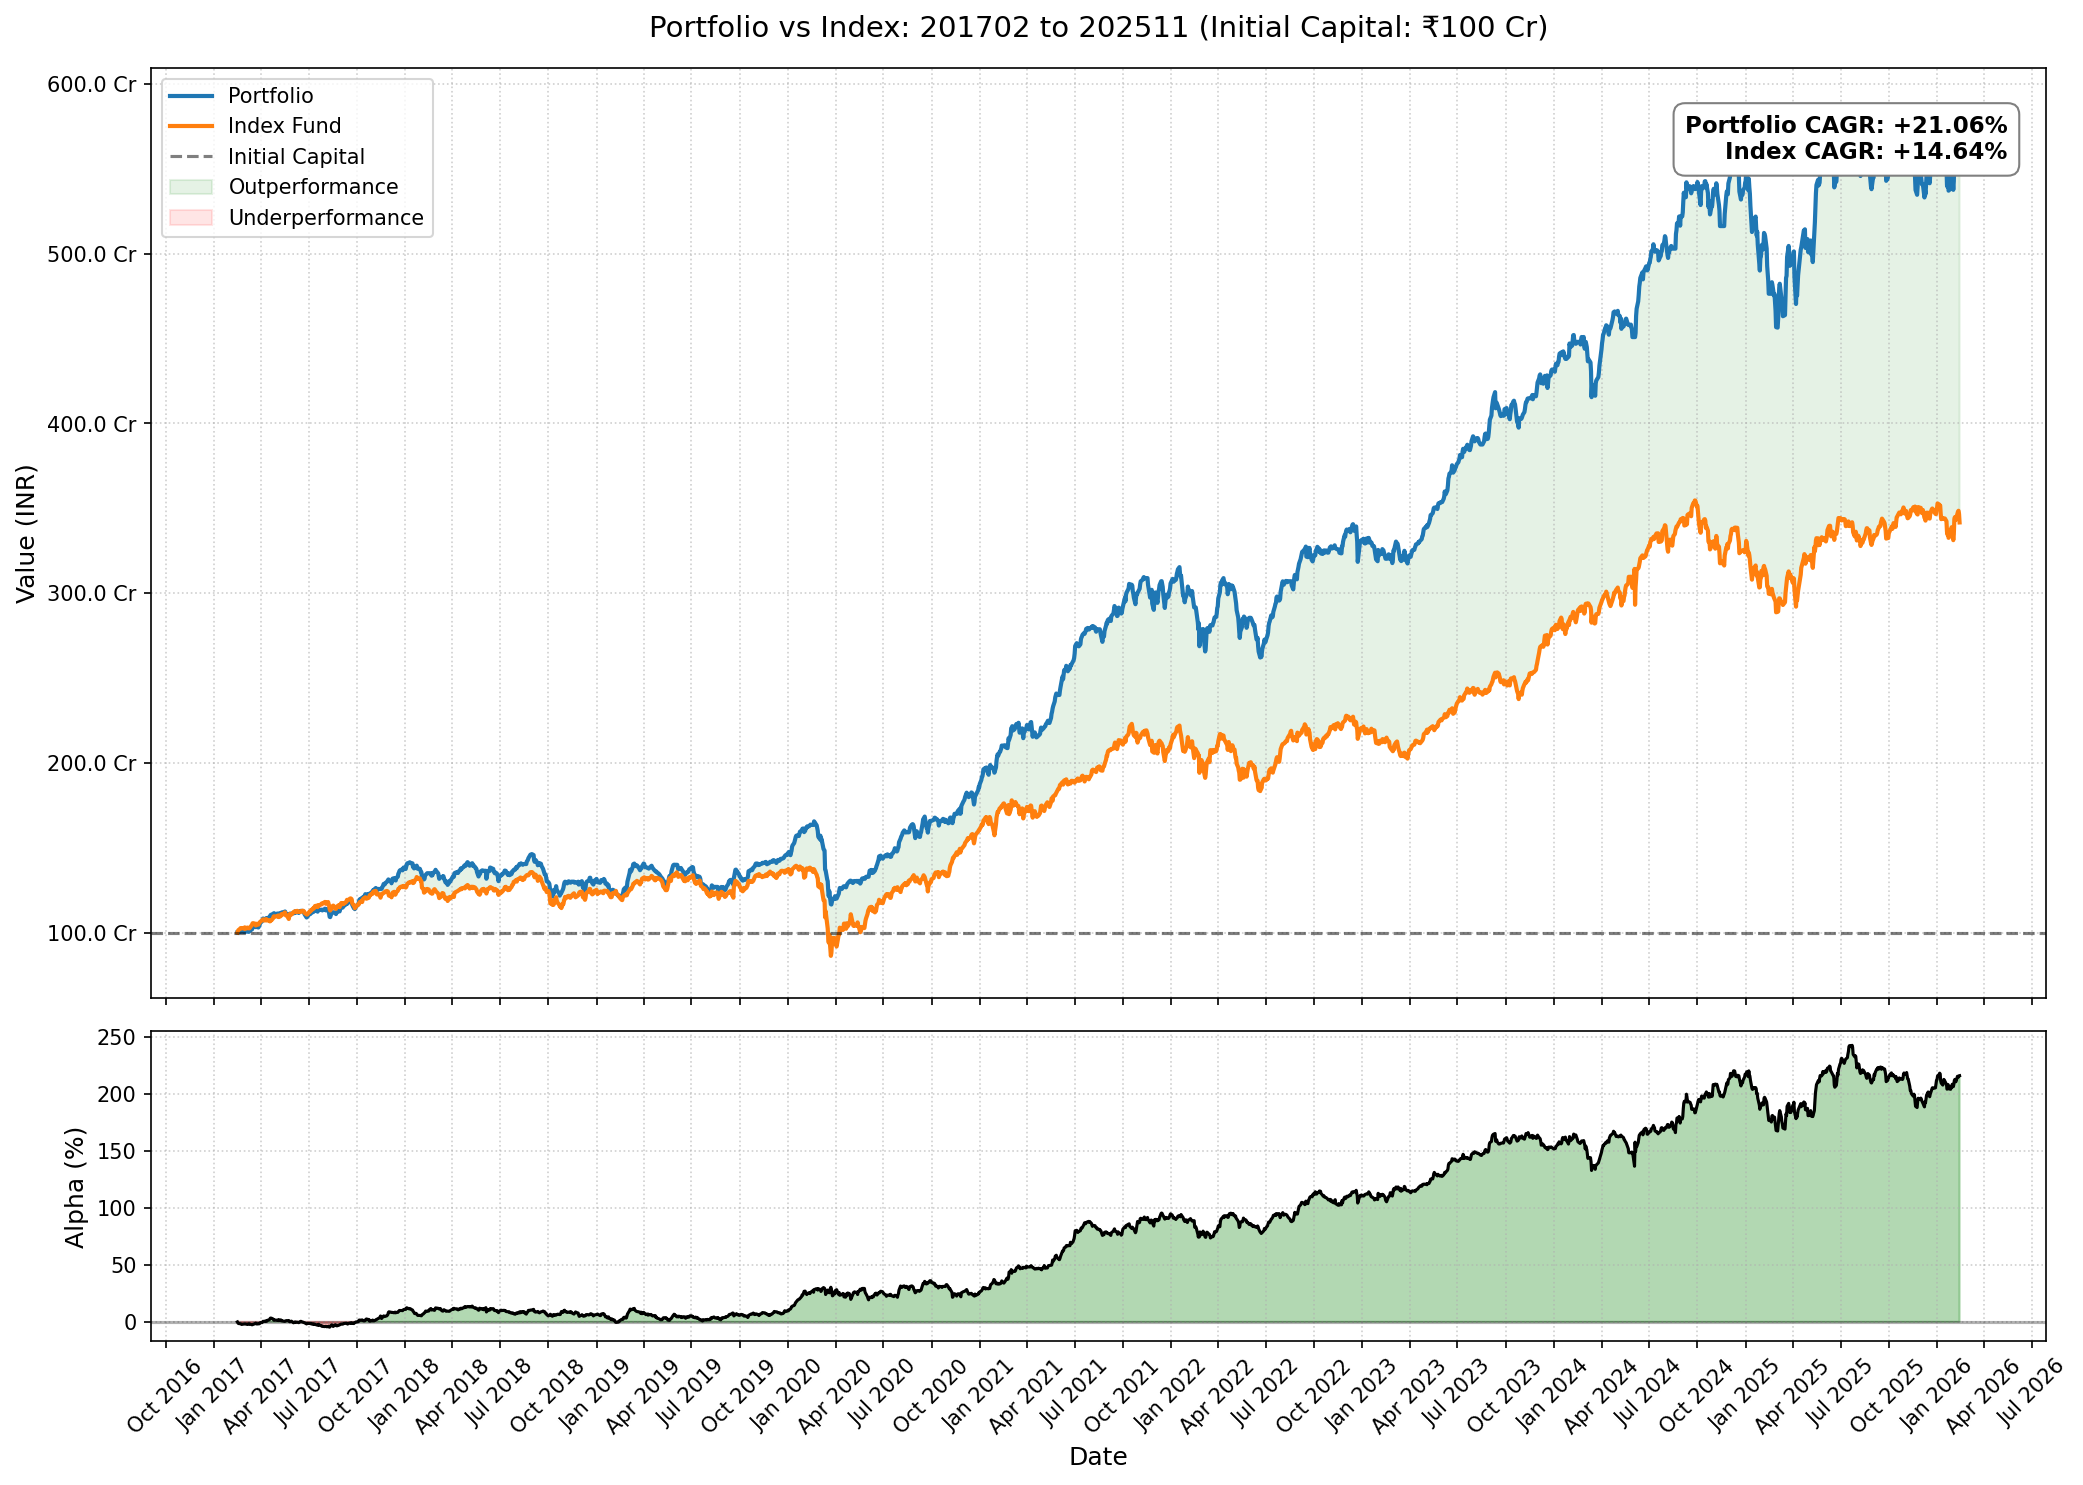 Portfolio vs Index: 201702 to 202511 (Initial Capital: ₹100 Cr)
600.0 Cr
500.0 Cr
400.0 Cr
300.0 Cr
200.0 Cr
100.0 Cr
Value (INR)
Portfolio
Index Fund
Initial Capital
Outperformance
Underperformance
Portfolio CAGR: +21.06%
Index CAGR: +14.64%
250
200
150
100
50
0
Alpha (%)
Oct 2016
Jan 2017
Apr 2017
Jul 2017
Oct 2017
Jan 2018
Apr 2018
Jul 2018
Oct 2018
Jan 2019
Apr 2019
Jul 2019
Oct 2019
Jan 2020
Apr 2020
Jul 2020
Oct 2020
Jan 2021
Apr 2021
Jul 2021
Oct 2021
Jan 2022
Apr 2022
Jul 2022
Oct 2022
Jan 2023
Apr 2023
Jul 2023
Oct 2023
Jan 2024
Apr 2024
Jul 2024
Oct 2024
Jan 2025
Apr 2025
Jul 2025
Oct 2025
Jan 2026
Apr 2026
Jul 2026
Date